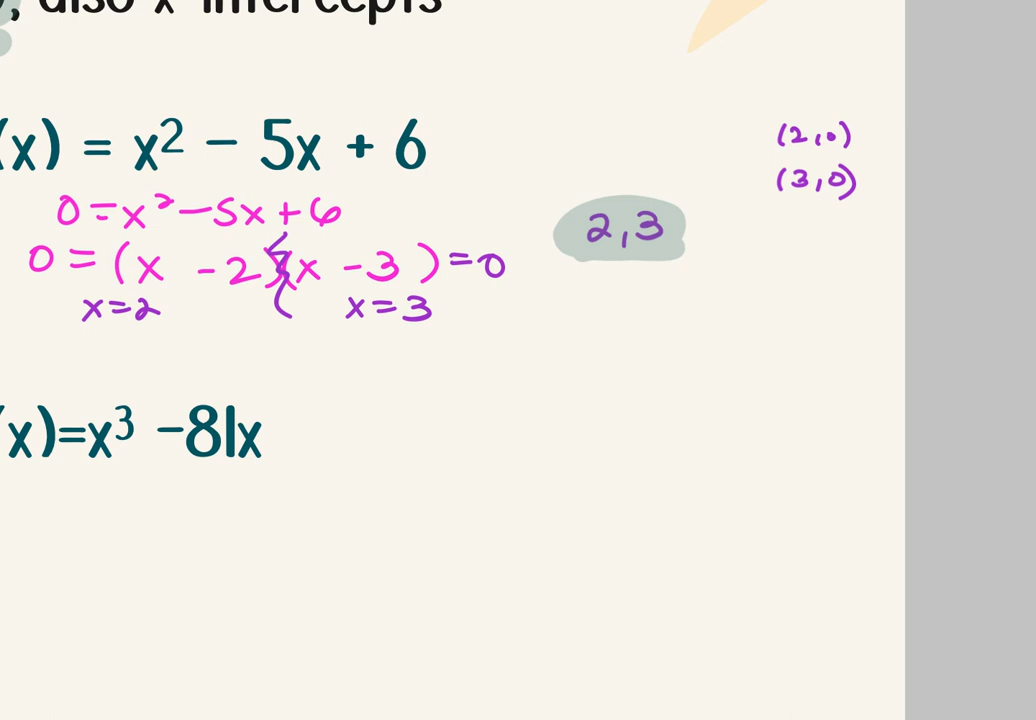 , also x-intercepts
(x) = x² - 5x + 6
(2,0)
(3,0)
0 = x² - 5x + 6
2,3
0 = (x - 2)(x - 3) = 0
x = 2 x = 3
(x)=x³ -81x